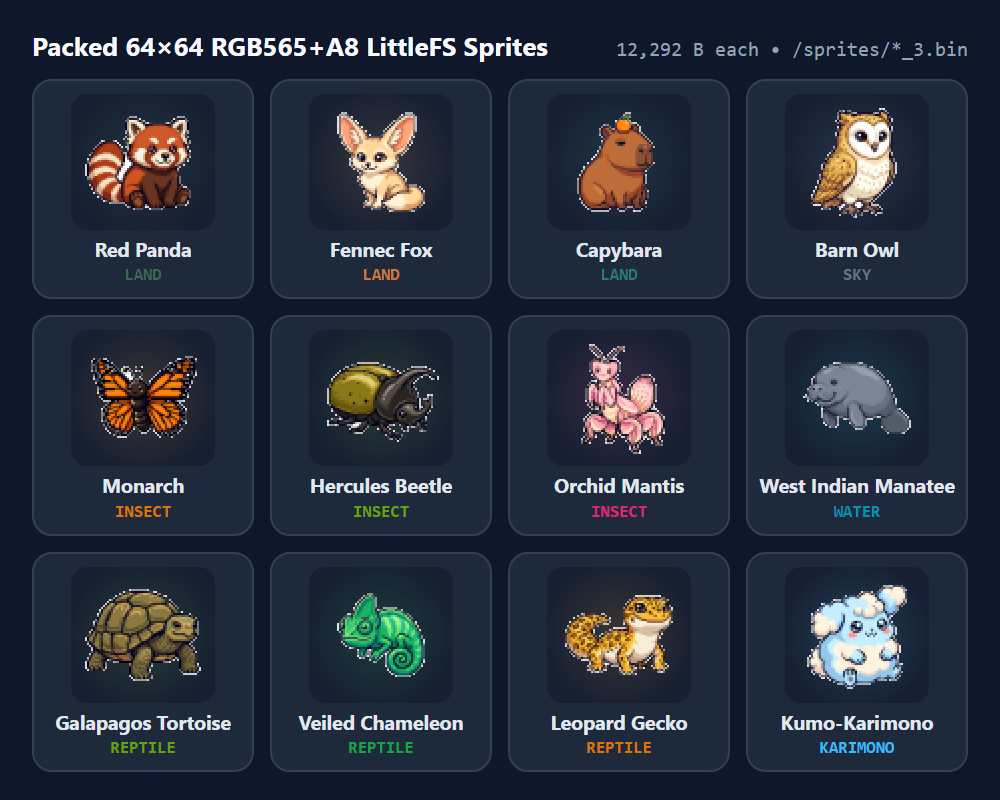 Packed 64×64 RGB565+A8 LittleFS Sprites
12,292 B each • /sprites/*_3.bin
Red Panda
LAND
Fennec Fox
LAND
Capybara
LAND
Barn Owl
SKY
Monarch
INSECT
Hercules Beetle
INSECT
Orchid Mantis
INSECT
West Indian Manatee
WATER
Galapagos Tortoise
REPTILE
Veiled Chameleon
REPTILE
Leopard Gecko
REPTILE
Kumo-Karimono
KARIMONO